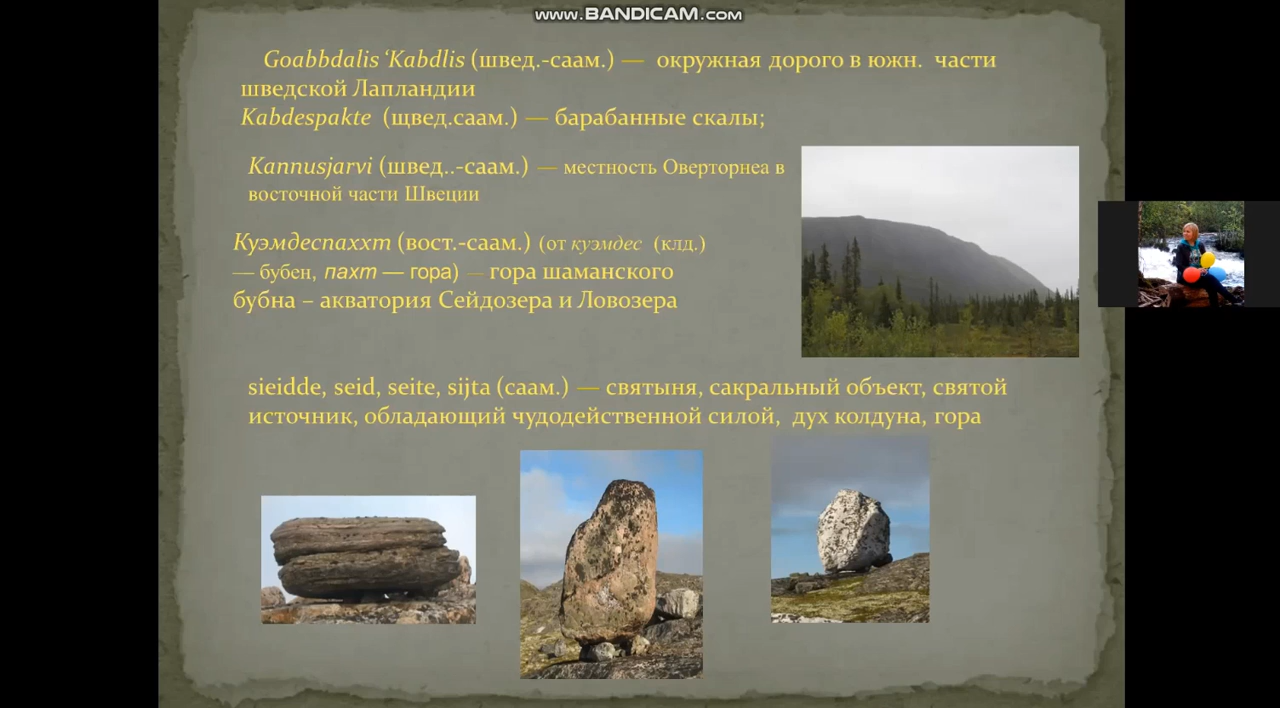 www.BANDICAM.com
Goabbdalis ‘Kabdlis (швед.-саам.) — окружная дорого в южн. части
шведской Лапландии
Kabdespakte (щвед.саам.) — барабанные скалы;
Kannusjarvi (швед..-саам.) — местность Оверторнеа в
восточной части Швеции
Куэмдеспаххт (вост.-саам.) (от куэмдес (клд.)
— бубен, пахт — гора) — гора шаманского
бубна – акватория Сейдозера и Ловозера
sieidde, seid, seite, sijta (саам.) — святыня, сакральный объект, святой
источник, обладающий чудодейственной силой, дух колдуна, гора